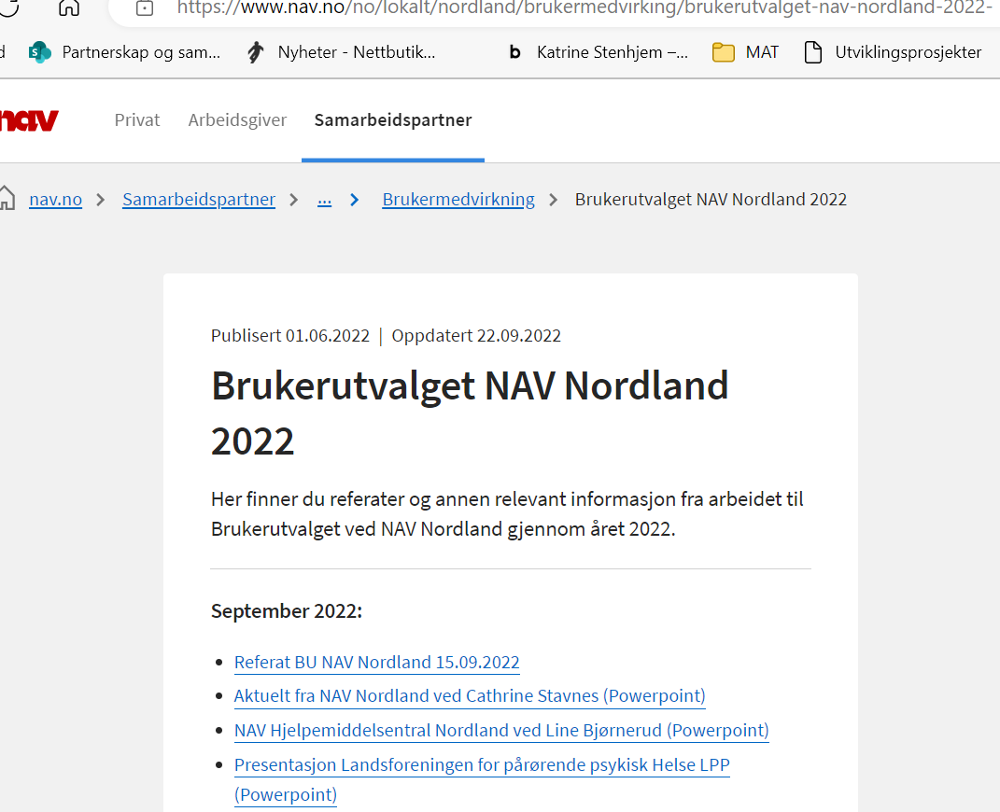 https://www.nav.no/no/lokalt/nordland/brukermedvirking/brukerutvalget-nav-nordland-2022-
d Partnerskap og sam... Nyheter - Nettbutik... b Katrine Stenhjem –... MAT Utviklingsprosjekter
nav Privat Arbeidsgiver Samarbeidspartner
nav.no Samarbeidspartner ... Brukermedvirkning Brukerutvalget NAV Nordland 2022
Publisert 01.06.2022 | Oppdatert 22.09.2022
Brukerutvalget NAV Nordland
2022
Her finner du referater og annen relevant informasjon fra arbeidet til
Brukerutvalget ved NAV Nordland gjennom året 2022.
September 2022:
Referat BU NAV Nordland 15.09.2022
Aktuelt fra NAV Nordland ved Cathrine Stavnes (Powerpoint)
NAV Hjelpemiddelsentral Nordland ved Line Bjørnerud (Powerpoint)
Presentasjon Landsforeningen for pårørende psykisk Helse LPP
(Powerpoint)